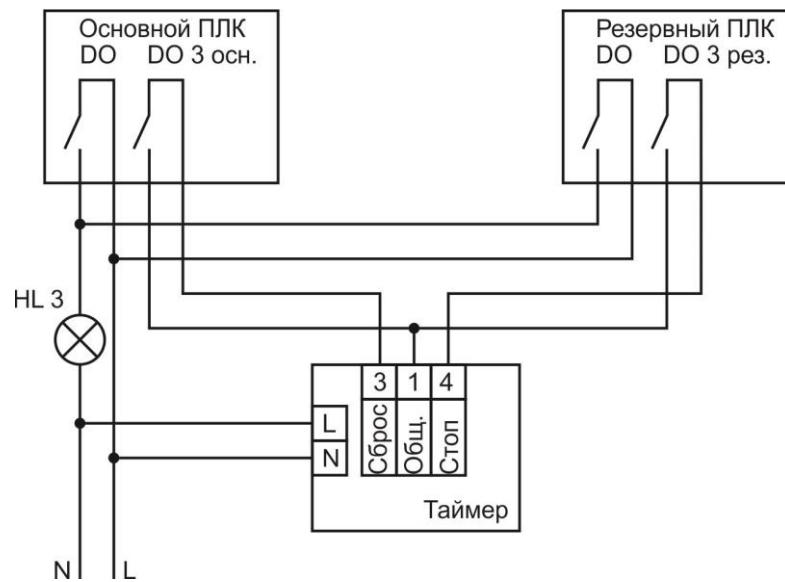 Основной ПЛК
DO DO 3 осн.
Резервный ПЛК
DO DO 3 рез.
HL 3
3 1 4
L
N
Сброс
Общ.
Стоп
Таймер
N L